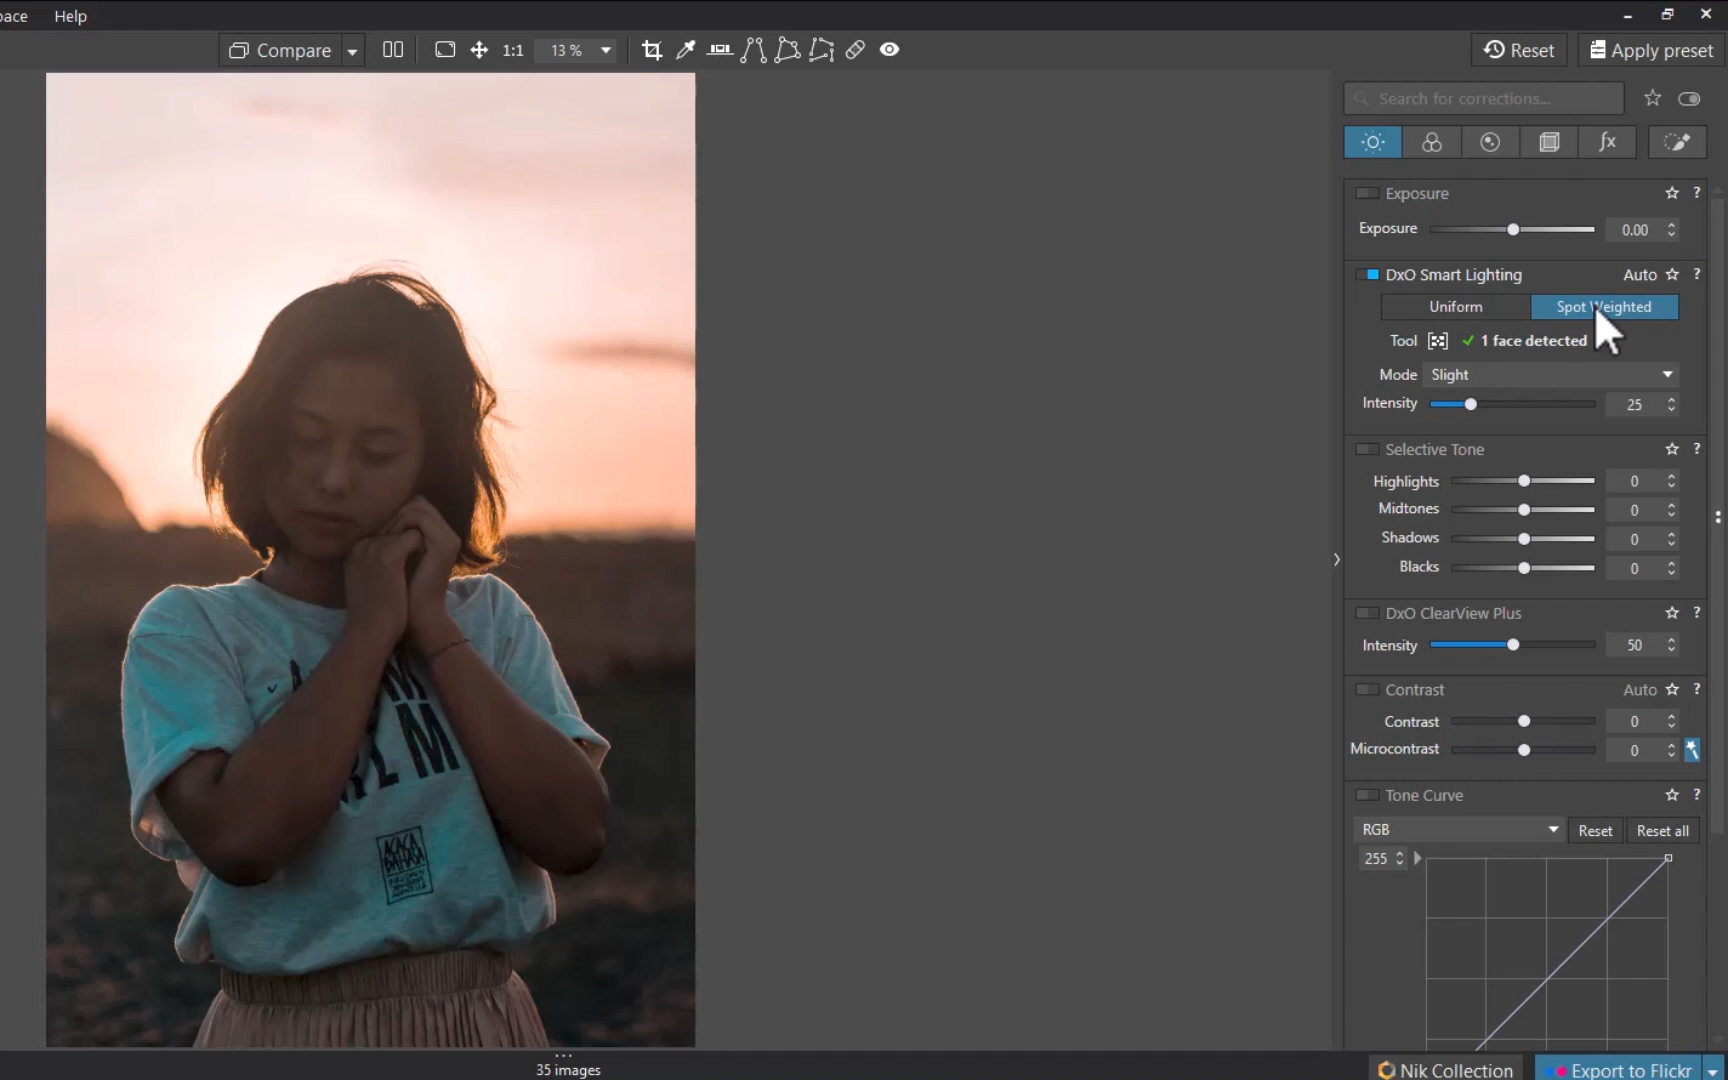 pace Help
Compare 1:1 13 % Reset Apply preset
Search for corrections...
fx
Exposure ?
Exposure 0.00
DxO Smart Lighting Auto ?
Uniform Spot Weighted
Tool 1 face detected
Mode Slight
Intensity 25
Selective Tone ?
Highlights 0
Midtones 0
Shadows 0
Blacks 0
DxO ClearView Plus ?
Intensity 50
Contrast Auto ?
Contrast 0
Microcontrast 0
Tone Curve ?
RGB Reset Reset all
255
35 images
Nik Collection Export to Flickr